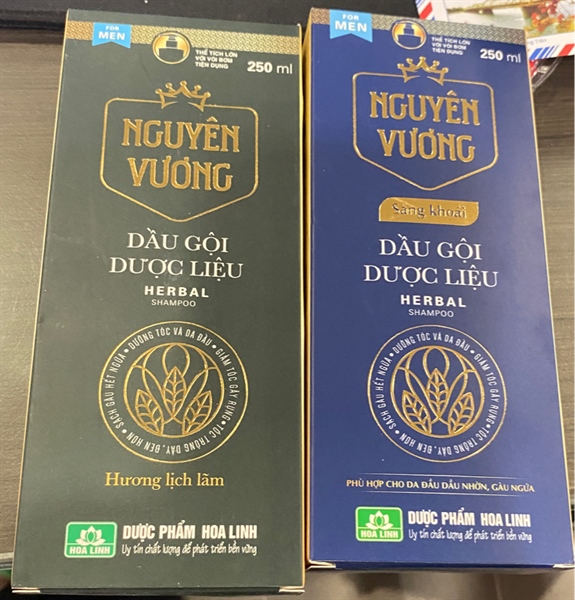 FOR
MEN
THỂ TÍCH LỚN
VỚI VÒI BƠM
TIỆN DỤNG
250 ml
NGUYÊN
VƯƠNG
DẦU GỘI
DƯỢC LIỆU
HERBAL
SHAMPOO
SẠCH GÀU HẾT NGỨA • DƯỠNG TÓC VÀ DA ĐẦU • GIẢM TÓC GÃY RỤNG • TÓC TRÔNG DÀY, ĐEN HƠN •
Hương lịch lãm
HOA LINH
DƯỢC PHẨM HOA LINH
Uy tín chất lượng để phát triển bền vững
FOR
MEN
THỂ TÍCH LỚN
VỚI VÒI BƠM
TIỆN DỤNG
250 ml
NGUYÊN
VƯƠNG
Sảng khoái
DẦU GỘI
DƯỢC LIỆU
HERBAL
SHAMPOO
SẠCH GÀU HẾT NGỨA • DƯỠNG TÓC VÀ DA ĐẦU • GIẢM TÓC GÃY RỤNG • TÓC TRÔNG DÀY, ĐEN HƠN •
PHÙ HỢP CHO DA ĐẦU DẦU NHỜN, GÀU NGỨA
HOA LINH
DƯỢC PHẨM HOA LINH
Uy tín chất lượng để phát triển bền vững